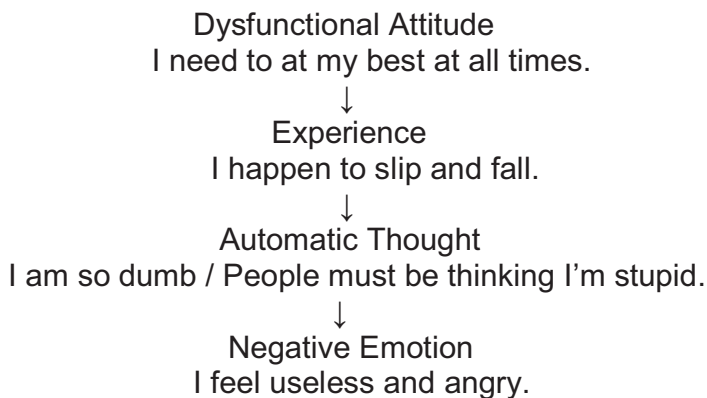 Dysfunctional Attitude
I need to at my best at all times.
↓
Experience
I happen to slip and fall.
↓
Automatic Thought
I am so dumb / People must be thinking I’m stupid.
↓
Negative Emotion
I feel useless and angry.